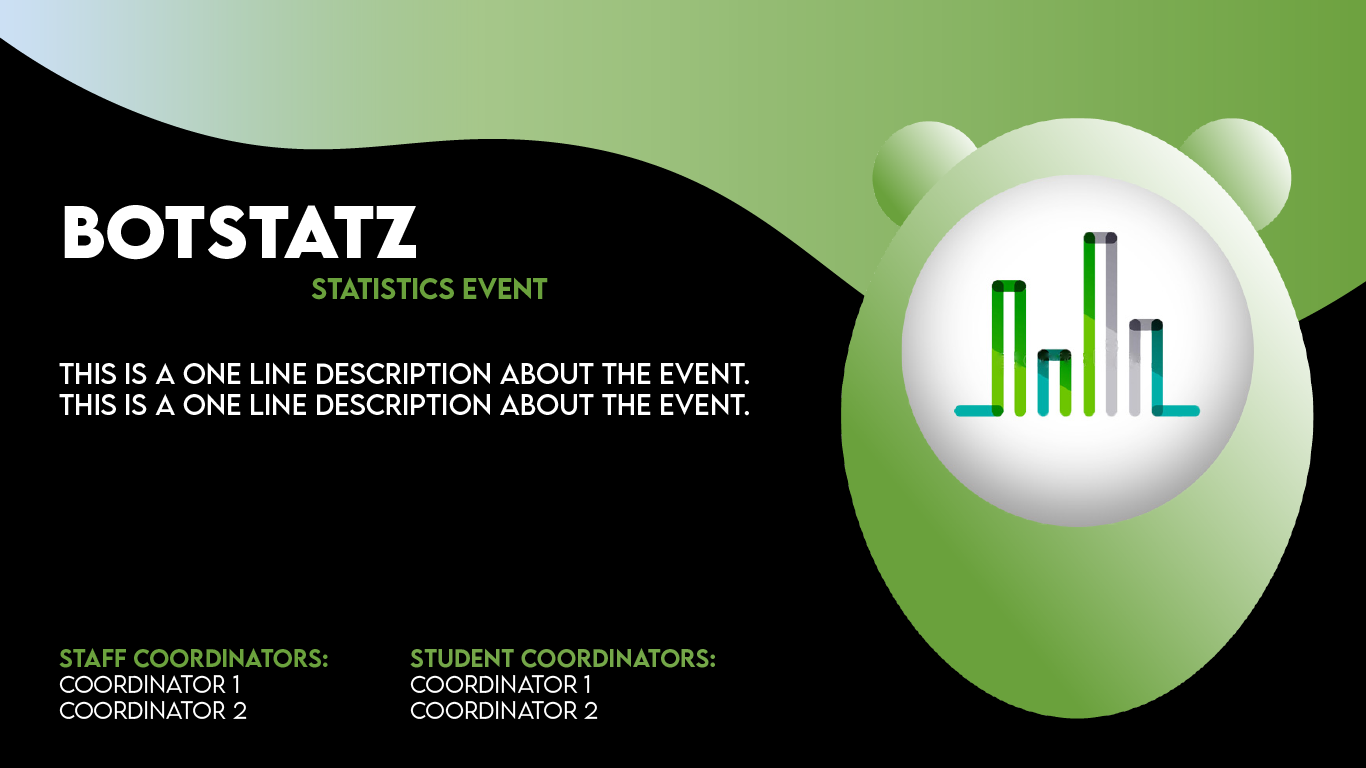 BOTSTATZ
STATISTICS EVENT
THIS IS A ONE LINE DESCRIPTION ABOUT THE EVENT.
THIS IS A ONE LINE DESCRIPTION ABOUT THE EVENT.
STAFF COORDINATORS:
COORDINATOR 1
COORDINATOR 2
STUDENT COORDINATORS:
COORDINATOR 1
COORDINATOR 2